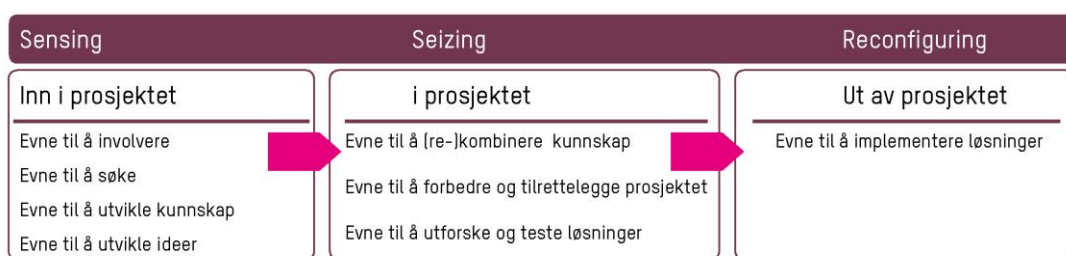 Sensing
Seizing
Reconfiguring
Inn i prosjektet
Evne til å involvere
Evne til å søke
Evne til å utvikle kunnskap
Evne til å utvikle ideer
i prosjektet
Evne til å (re-)kombinere kunnskap
Evne til å forbedre og tilrettelegge prosjektet
Evne til å utforske og teste løsninger
Ut av prosjektet
Evne til å implementere løsninger